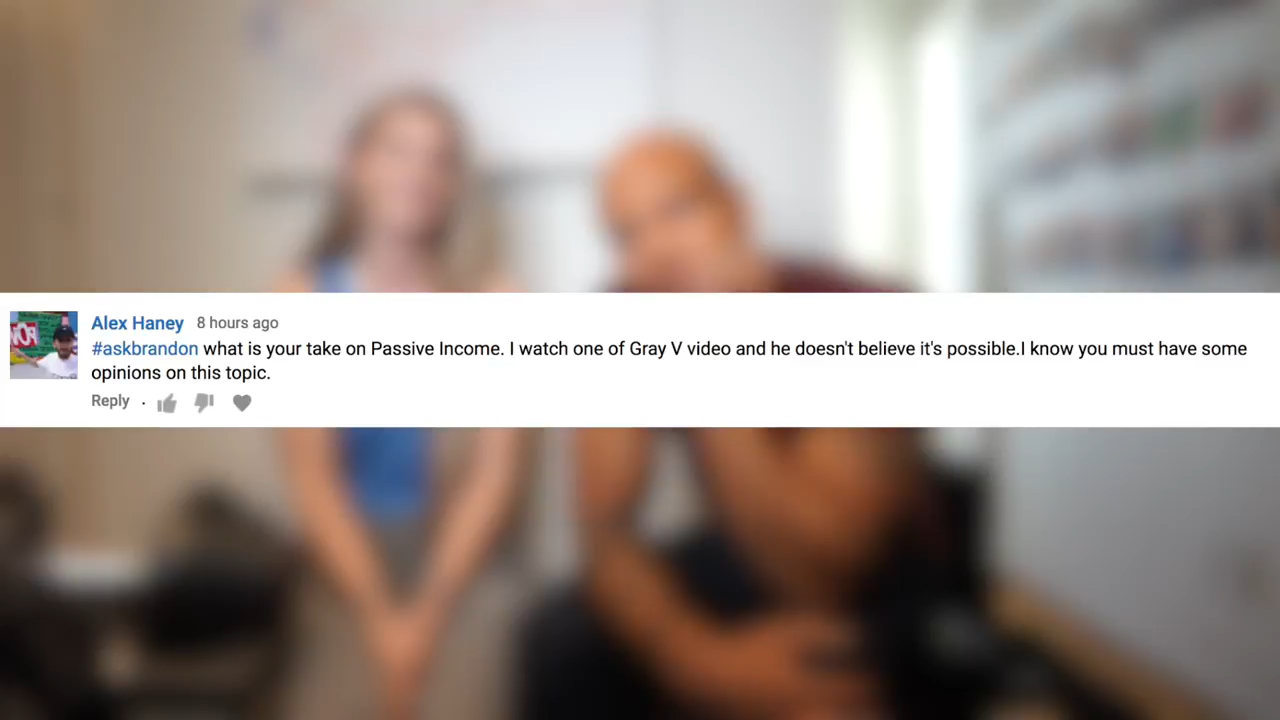 Alex Haney 8 hours ago
#askbrandon what is your take on Passive Income. I watch one of Gray V video and he doesn't believe it's possible.I know you must have some
opinions on this topic.
Reply ·